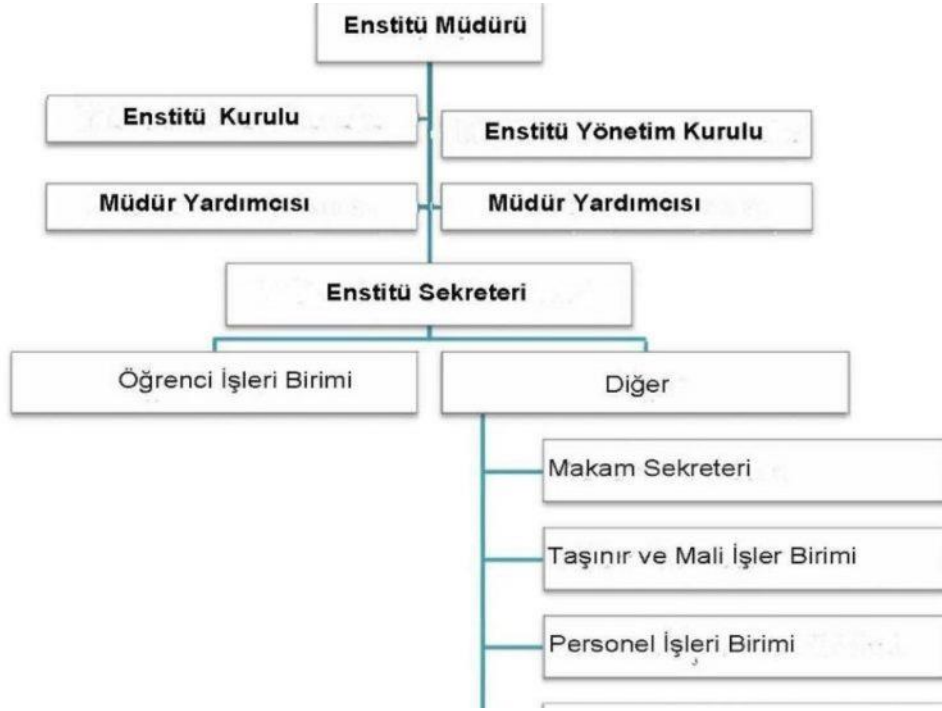 Enstitü Müdürü
Enstitü Kurulu
Enstitü Yönetim Kurulu
Müdür Yardımcısı
Müdür Yardımcısı
Enstitü Sekreteri
Öğrenci İşleri Birimi
Diğer
Makam Sekreteri
Taşınır ve Mali İşler Birimi
Personel İşleri Birimi